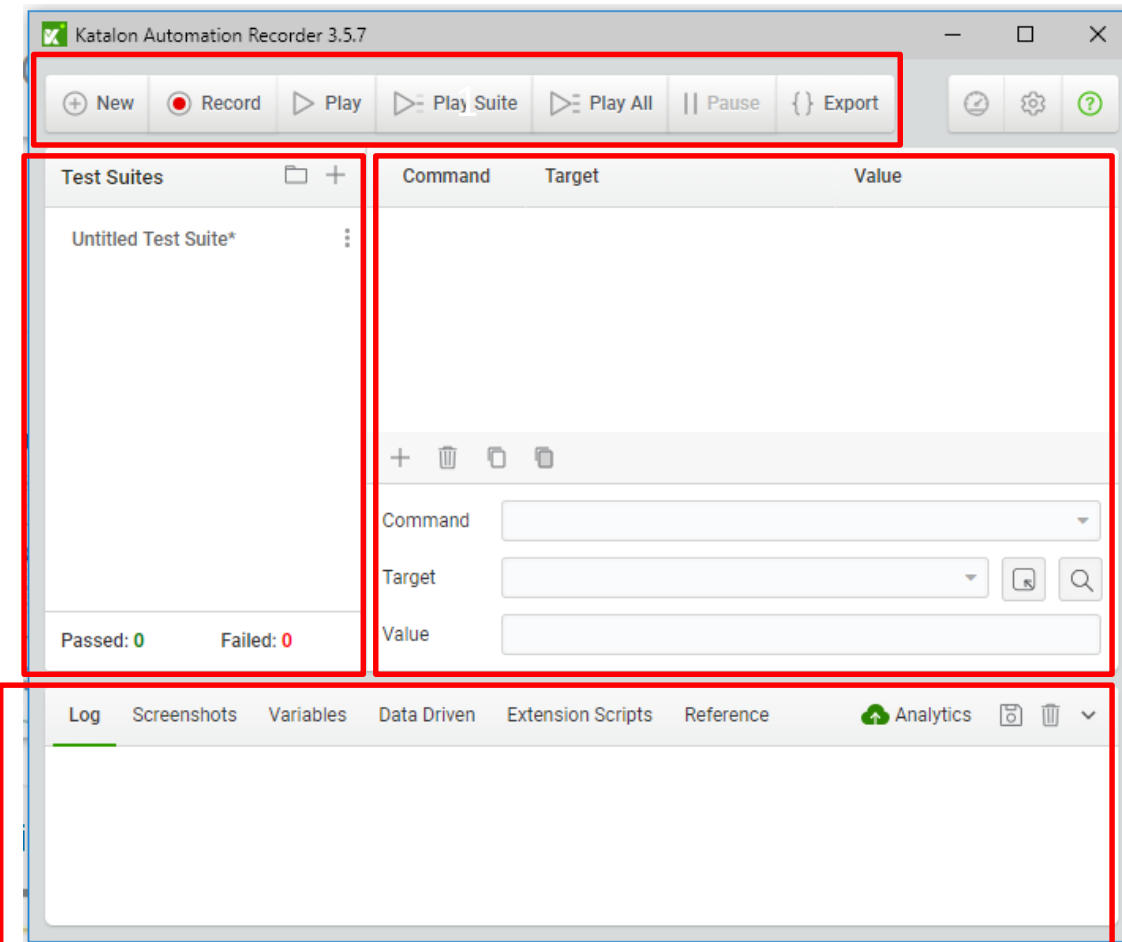 Katalon Automation Recorder 3.5.7
New Record Play Play Suite Play All Pause Export
Test Suites
Command Target Value
Untitled Test Suite*
Command
Target
Value
Passed: 0 Failed: 0
Log Screenshots Variables Data Driven Extension Scripts Reference Analytics